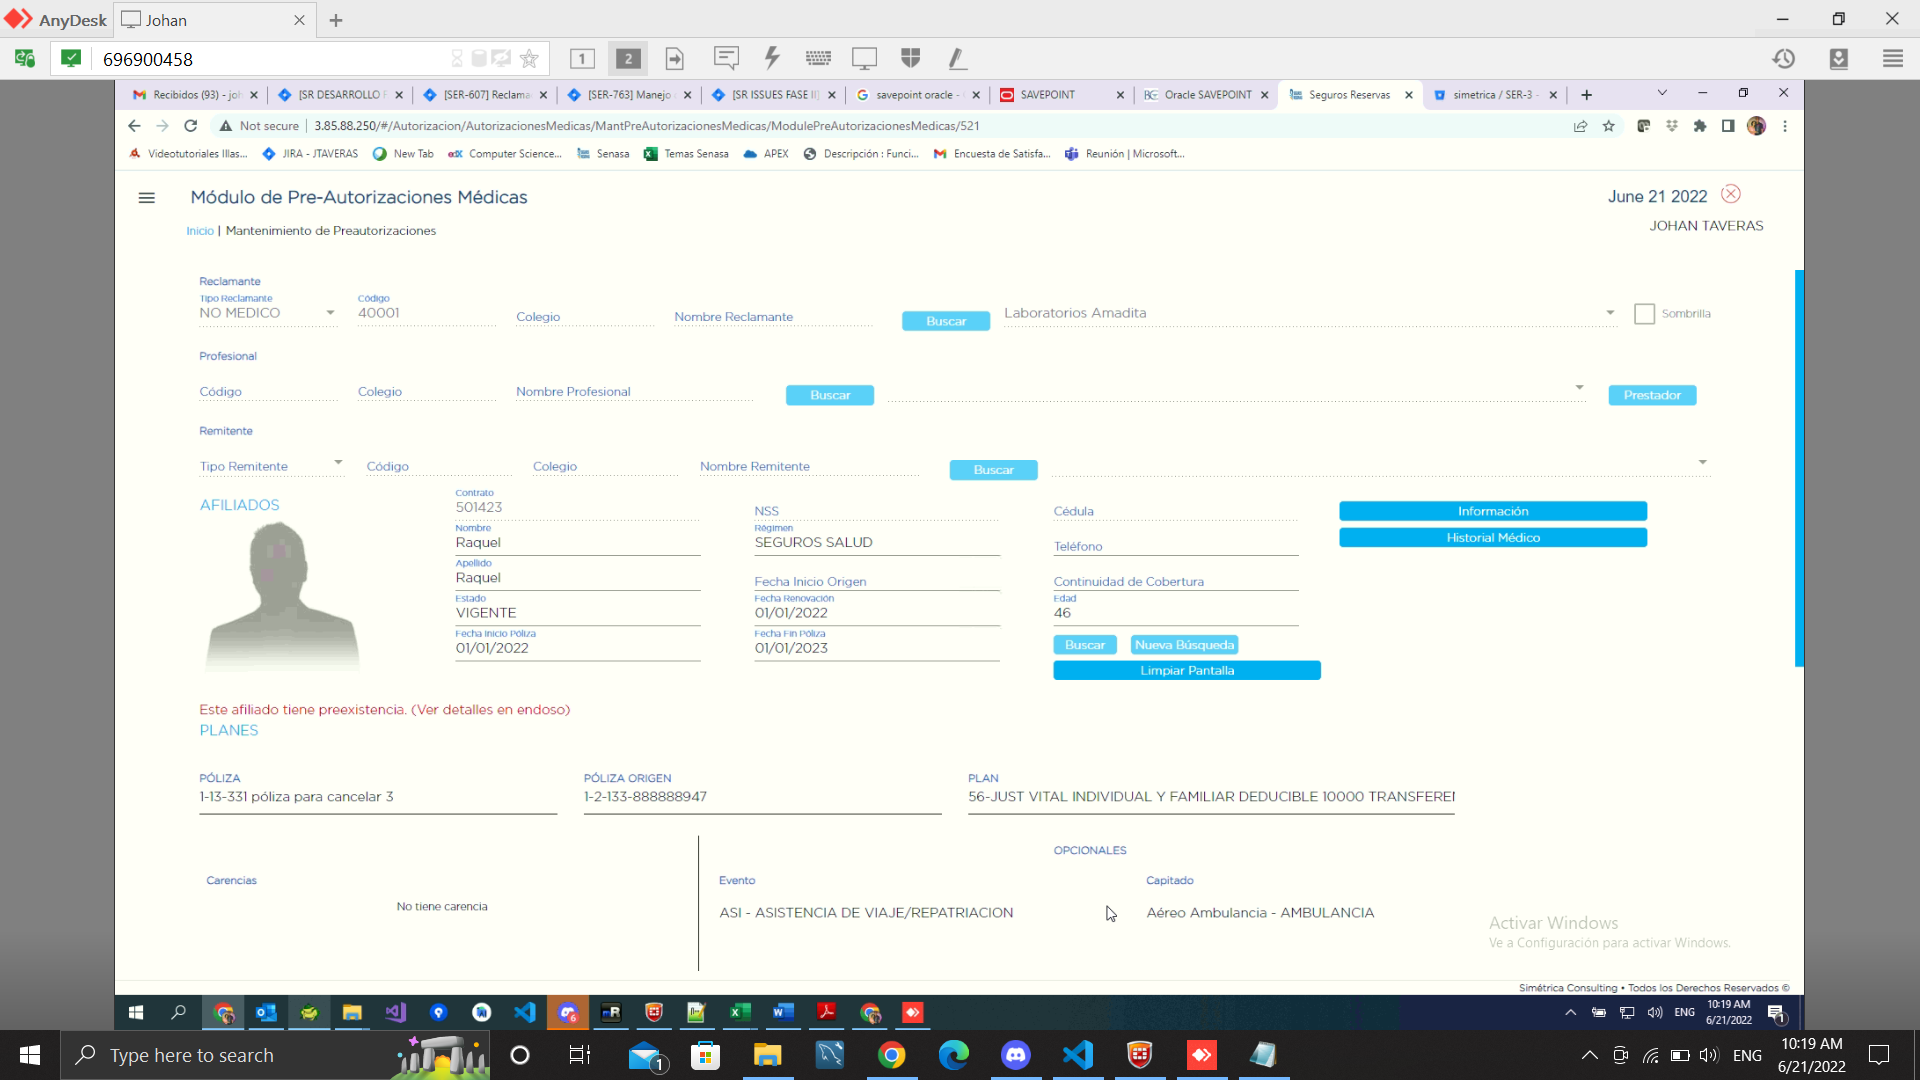 AnyDesk
Johan
696900458
1
2
Recibidos (93) - joh
[SR DESARROLLO F
[SER-607] Reclama
[SER-763] Manejo
[SR ISSUES FASE II]
savepoint oracle -
SAVEPOINT
Oracle SAVEPOINT
Seguros Reservas
simetrica / SER-3 -
Not secure
3.85.88.250/#/Autorizacion/AutorizacionesMedicas/MantPreAutorizacionesMedicas/ModulePreAutorizacionesMedicas/521
Videotutoriales Illas...
JIRA - JTAVERAS
New Tab
Computer Science...
Senasa
Temas Senasa
APEX
Descripción : Funci...
Encuesta de Satisfa...
Reunión | Microsoft...
Módulo de Pre-Autorizaciones Médicas
June 21 2022
Inicio | Mantenimiento de Preautorizaciones
JOHAN TAVERAS
Reclamante
Tipo Reclamante
NO MEDICO
Código
40001
Colegio
Nombre Reclamante
Buscar
Laboratorios Amadita
Sombrilla
Profesional
Código
Colegio
Nombre Profesional
Buscar
Prestador
Remitente
Tipo Remitente
Código
Colegio
Nombre Remitente
Buscar
AFILIADOS
Contrato
501423
NSS
Cédula
Información
Nombre
Raquel
Régimen
SEGUROS SALUD
Teléfono
Historial Médico
Apellido
Raquel
Fecha Inicio Origen
Continuidad de Cobertura
Estado
VIGENTE
Fecha Renovación
01/01/2022
Edad
46
Fecha Inicio Póliza
01/01/2022
Fecha Fin Póliza
01/01/2023
Buscar
Nueva Búsqueda
Limpiar Pantalla
Este afiliado tiene preexistencia. (Ver detalles en endoso)
PLANES
PÓLIZA
1-13-331 póliza para cancelar 3
PÓLIZA ORIGEN
1-2-133-888888947
PLAN
56-JUST VITAL INDIVIDUAL Y FAMILIAR DEDUCIBLE 10000 TRANSFEREN
OPCIONALES
Carencias
No tiene carencia
Evento
ASI - ASISTENCIA DE VIAJE/REPATRIACION
Capitado
Aéreo Ambulancia - AMBULANCIA
Activar Windows
Ve a Configuración para activar Windows.
Simétrica Consulting • Todos los Derechos Reservados ©
ENG
10:19 AM
6/21/2022
1
Type here to search
1
ENG
10:19 AM
6/21/2022